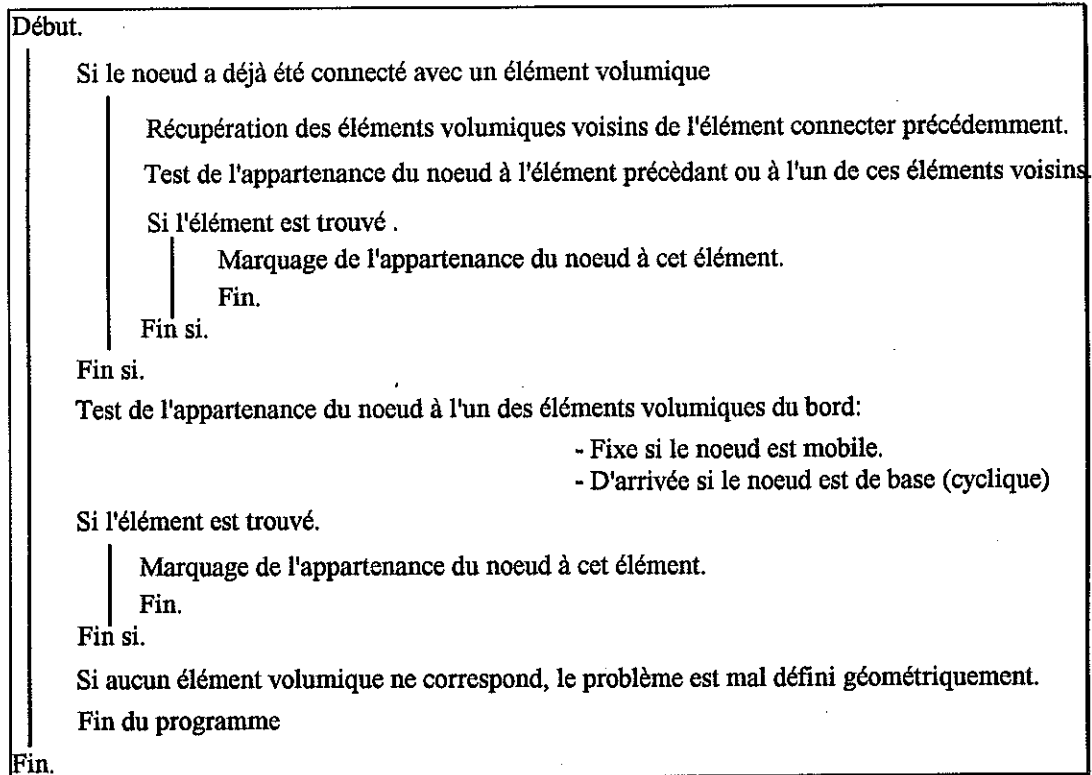 Début.
Si le noeud a déjà été connecté avec un élément volumique
Récupération des éléments volumiques voisins de l'élément connecter précédemment.
Test de l'appartenance du noeud à l'élément précèdant ou à l'un de ces éléments voisins.
Si l'élément est trouvé .
Marquage de l'appartenance du noeud à cet élément.
Fin.
Fin si.
Fin si.
Test de l'appartenance du noeud à l'un des éléments volumiques du bord:
- Fixe si le noeud est mobile.
- D'arrivée si le noeud est de base (cyclique)
Si l'élément est trouvé.
Marquage de l'appartenance du noeud à cet élément.
Fin.
Fin si.
Si aucun élément volumique ne correspond, le problème est mal défini géométriquement.
Fin du programme
Fin.